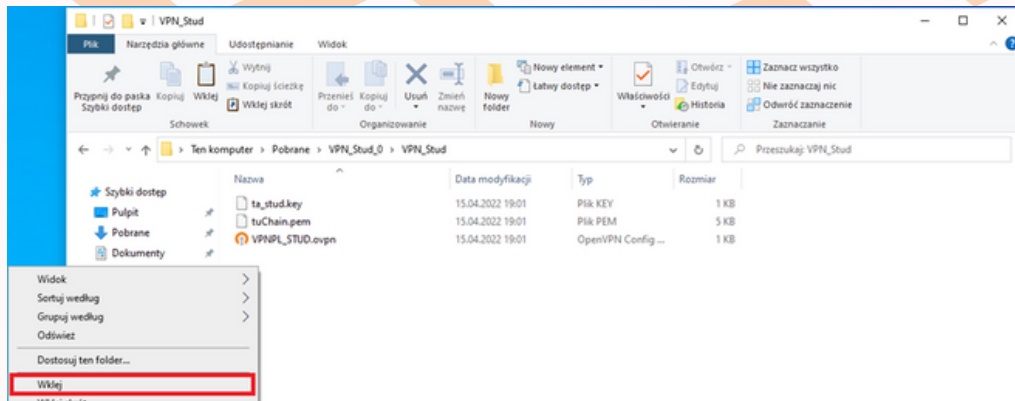 VPN_Stud
Plik Narzędzia główne Udostępnianie Widok
Przypnij do paska Szybki dostęp
Kopiuj
Wklej
Wytnij
Kopiuj ścieżkę
Wklej skrót
Schowek
Przenieś do
Kopiuj do
Usuń
Zmień nazwę
Organizowanie
Nowy folder
Nowy element
Łatwy dostęp
Nowy
Właściwości
Otwórz
Edytuj
Historia
Otwieranie
Zaznacz wszystko
Nie zaznaczaj nic
Odwróć zaznaczenie
Zaznaczanie
Ten komputer > Pobrane > VPN_Stud_0 > VPN_Stud
Przeszukaj: VPN_Stud
Szybki dostęp
Pulpit
Pobrane
Dokumenty
Nazwa Data modyfikacji Typ Rozmiar
ta_stud.key 15.04.2022 19:01 Plik KEY 1 KB
tuChain.pem 15.04.2022 19:01 Plik PEM 5 KB
VPNPL_STUD.ovpn 15.04.2022 19:01 OpenVPN Config ... 1 KB
Widok
Sortuj według
Grupuj według
Odśwież
Dostosuj ten folder...
Wklej